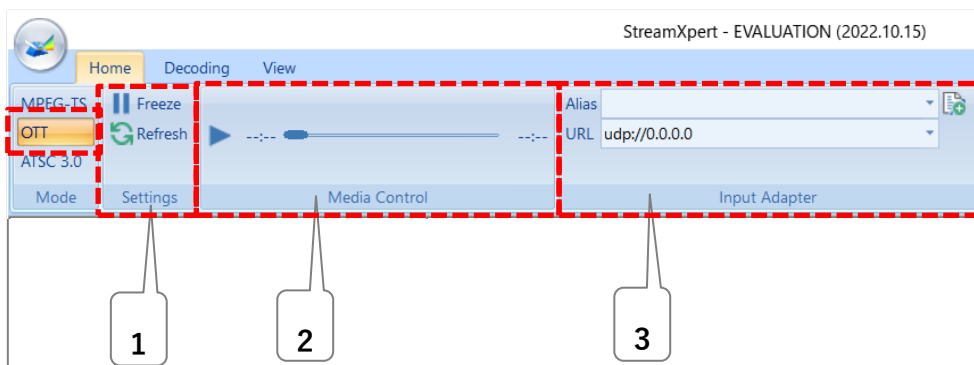 StreamXpert - EVALUATION (2022.10.15)
Home Decoding View
MPEG-TS
OTT
ATSC 3.0
Mode
Freeze
Refresh
Settings
--:-- --:--
Media Control
Alias
URL udp://0.0.0.0
Input Adapter
1
2
3